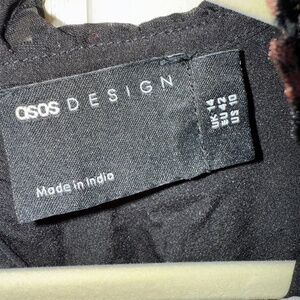 asos DESIGN
Made in India
UK 14
EU 42
US 10